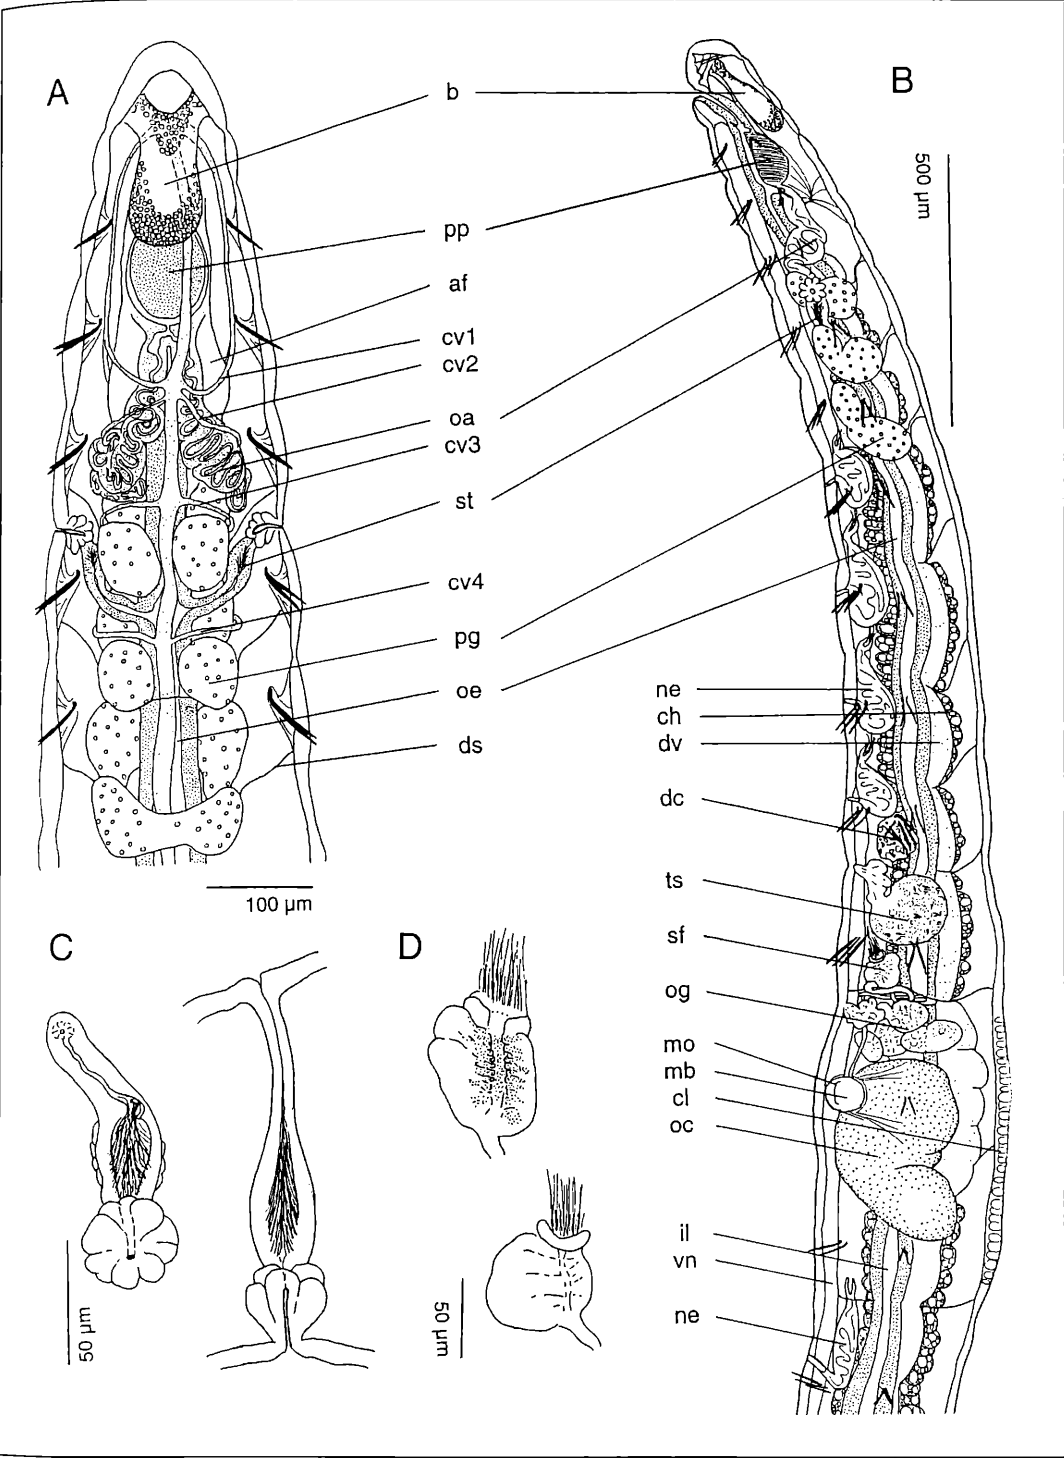 A
B
b
500 µm
pp
af
cv1
cv2
oa
cv3
st
cv4
pg
oe
ds
ne
ch
dv
dc
ts
sf
og
mo
mb
cl
oc
il
vn
ne
100 µm
C
D
50 µm
50 µm